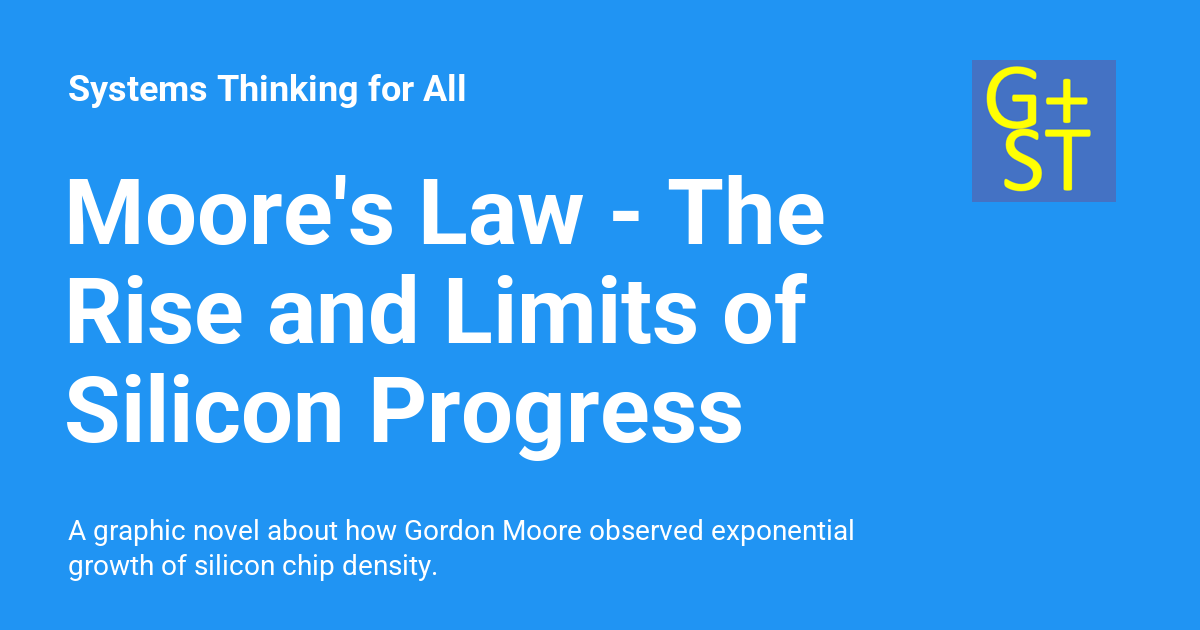 Systems Thinking for All
G+
ST
Moore's Law - The
Rise and Limits of
Silicon Progress
A graphic novel about how Gordon Moore observed exponential
growth of silicon chip density.